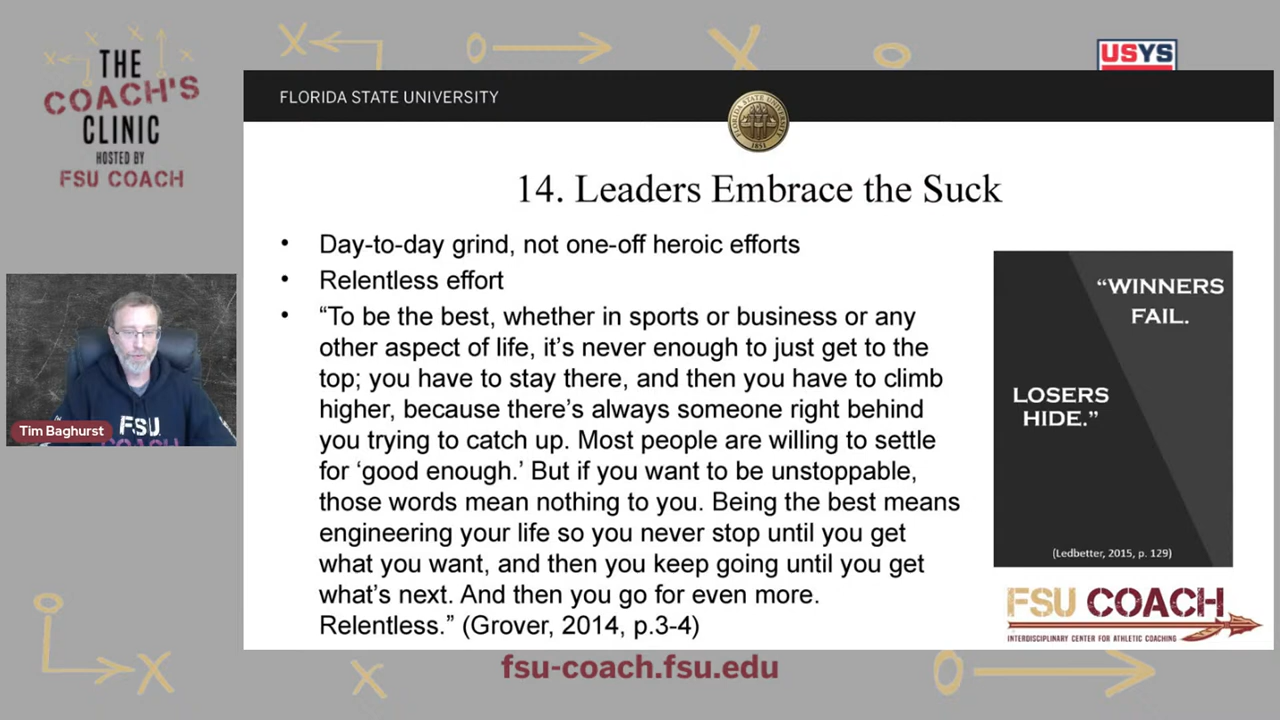 THE
COACH'S
CLINIC
HOSTED BY
FSU COACH
USYS
FLORIDA STATE UNIVERSITY
FLORIDA STATE UNIVERSITY
1851
14. Leaders Embrace the Suck
• Day-to-day grind, not one-off heroic efforts
• Relentless effort
• “To be the best, whether in sports or business or any
other aspect of life, it’s never enough to just get to the
top; you have to stay there, and then you have to climb
higher, because there’s always someone right behind
you trying to catch up. Most people are willing to settle
for ‘good enough.’ But if you want to be unstoppable,
those words mean nothing to you. Being the best means
engineering your life so you never stop until you get
what you want, and then you keep going until you get
what’s next. And then you go for even more.
Relentless.” (Grover, 2014, p.3-4)
“WINNERS
FAIL.
LOSERS
HIDE.”
(Ledbetter, 2015, p. 129)
FSU COACH
INTERDISCIPLINARY CENTER FOR ATHLETIC COACHING
FSU
COACH
Tim Baghurst
fsu-coach.fsu.edu